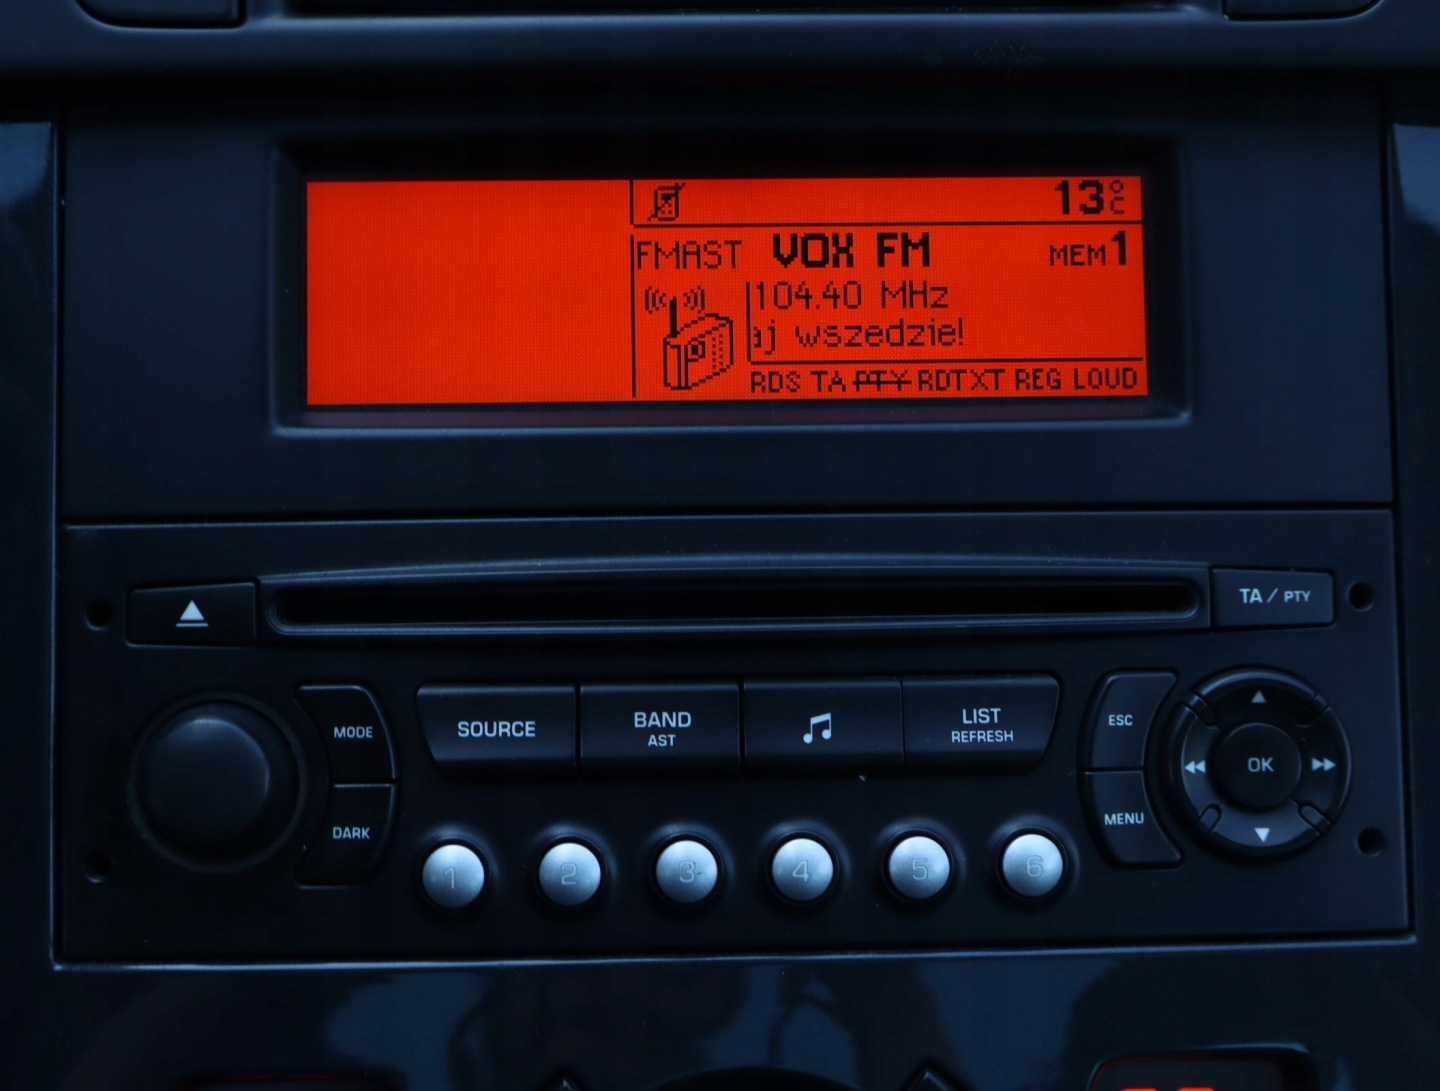 13°C
FMAST VOX FM MEM1
104.40 MHz
aj wszedzie!
RDS TA PTY RDTXT REG LOUD
TA / PTY
MODE
SOURCE
BAND
AST
LIST
REFRESH
ESC
OK
DARK
MENU
1 2 3 4 5 6